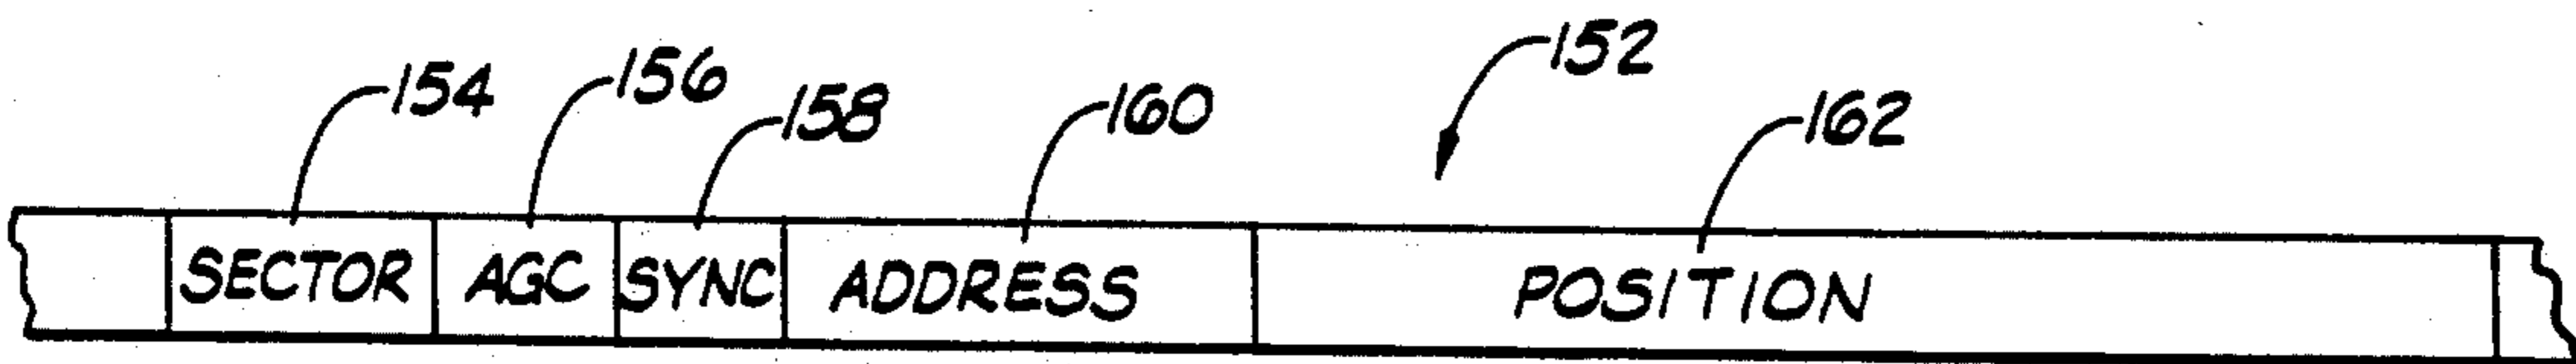 154 156 158 160 152 162
SECTOR AGC SYNC ADDRESS POSITION